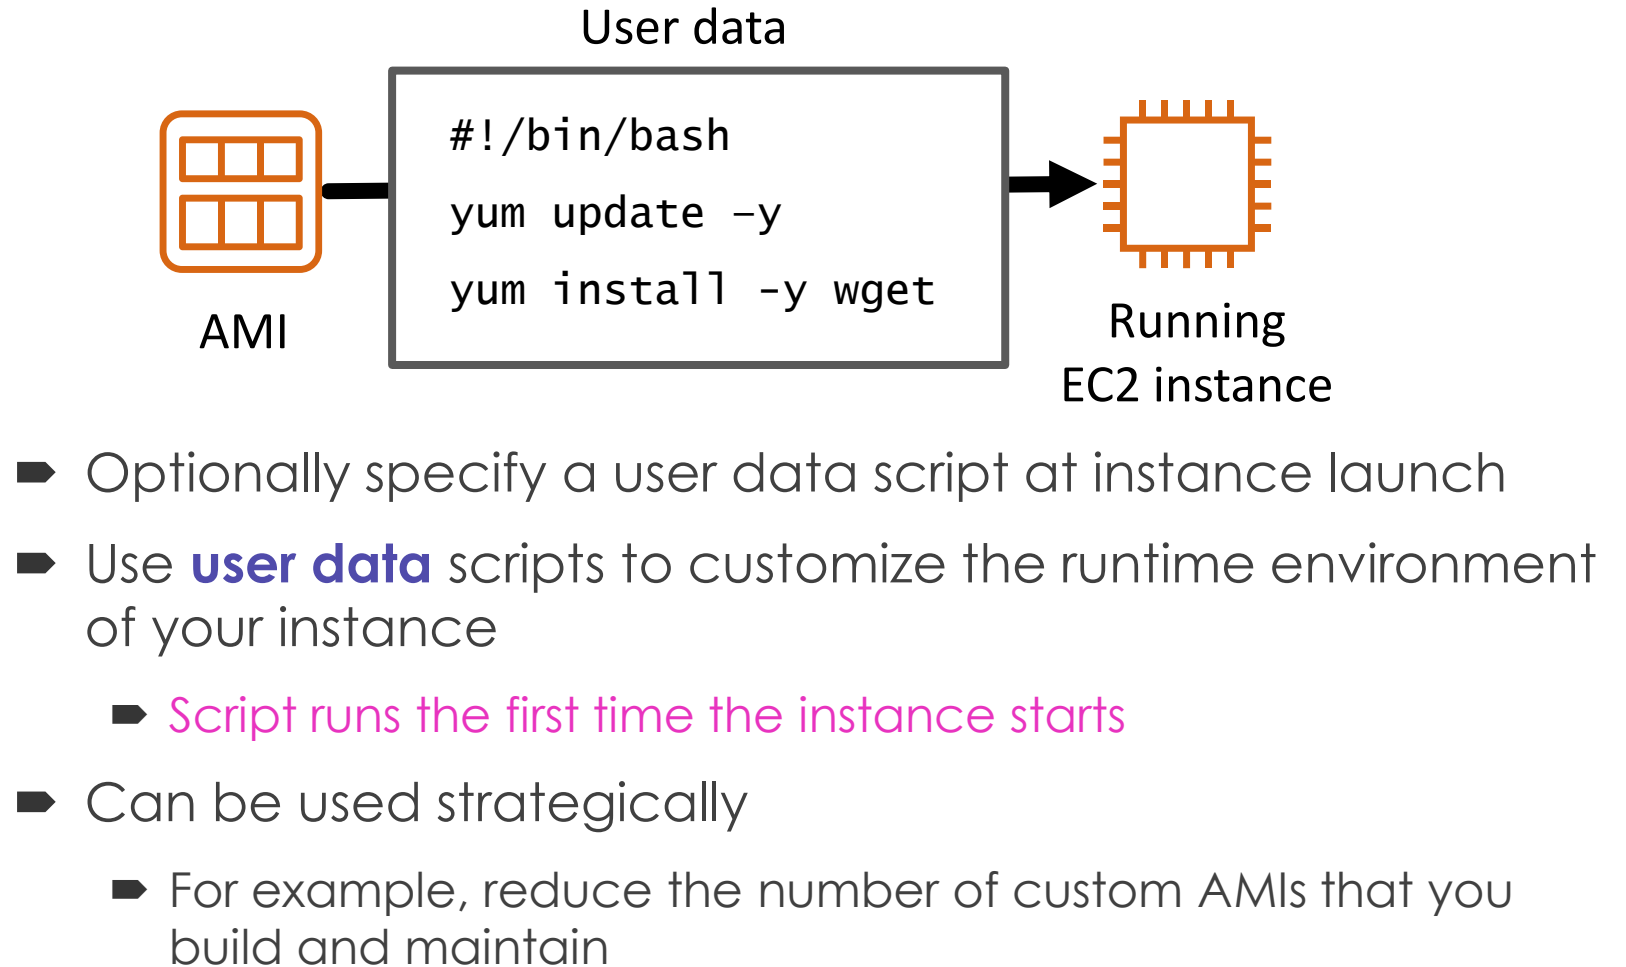 User data
#!/bin/bash
yum update –y
yum install -y wget
AMI
Running
EC2 instance
Optionally specify a user data script at instance launch
Use user data scripts to customize the runtime environment
of your instance
Script runs the first time the instance starts
Can be used strategically
For example, reduce the number of custom AMIs that you
build and maintain